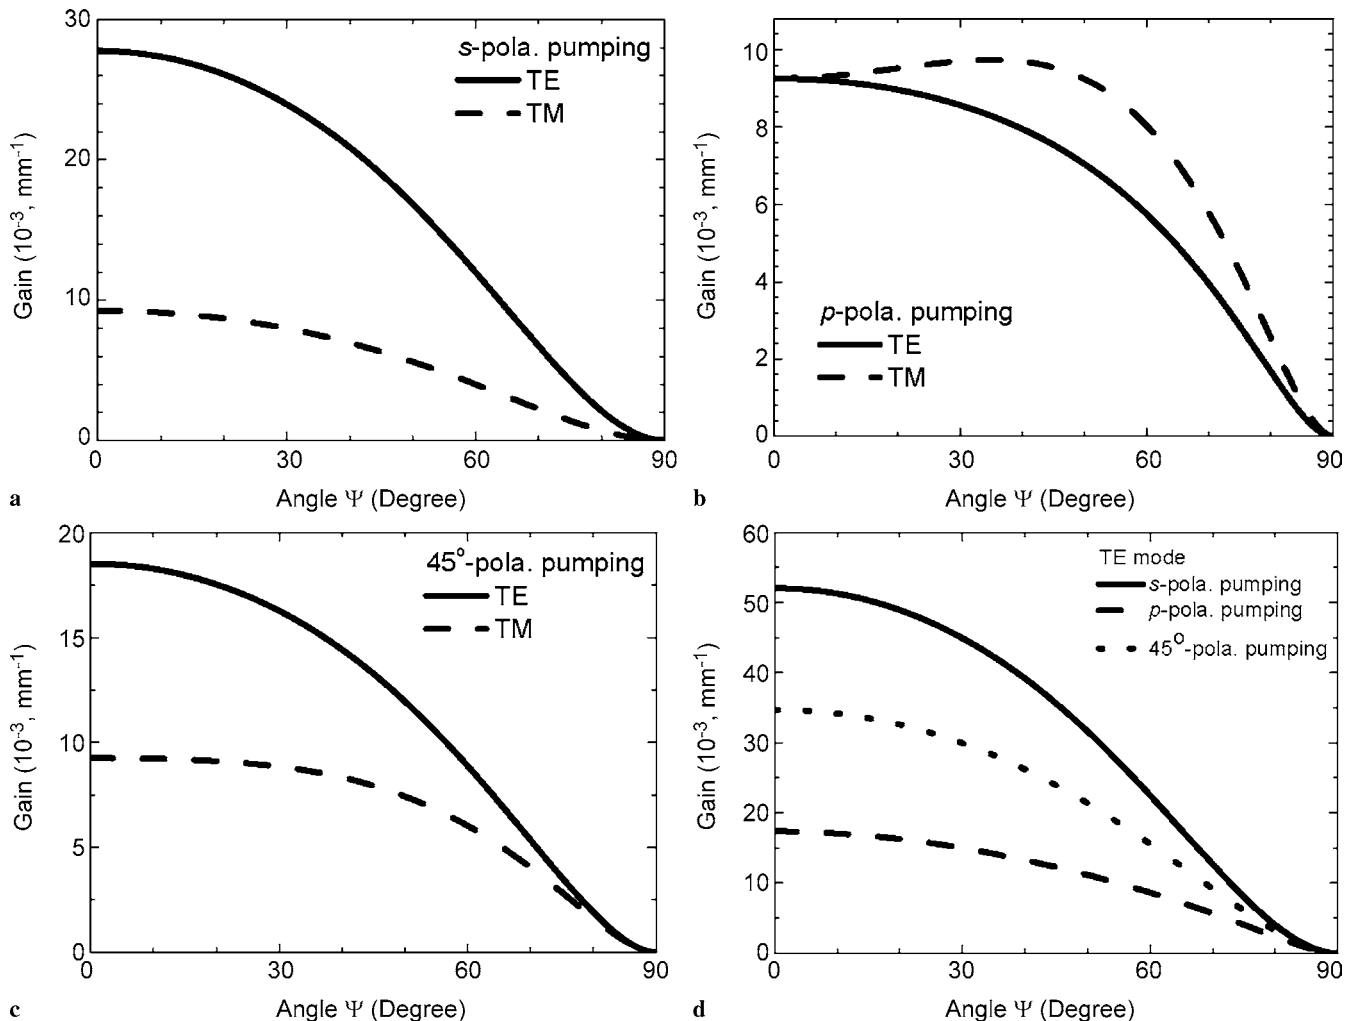 30
20
10
0
Gain (10⁻³, mm⁻¹)
s-pola. pumping
TE
TM
0 30 60 90
Angle Ψ (Degree)
a
10
8
6
4
2
0
Gain (10⁻³, mm⁻¹)
p-pola. pumping
TE
TM
0 30 60 90
Angle Ψ (Degree)
b
20
15
10
5
0
Gain (10⁻³, mm⁻¹)
45°-pola. pumping
TE
TM
0 30 60 90
Angle Ψ (Degree)
c
60
50
40
30
20
10
0
Gain (10⁻³, mm⁻¹)
TE mode
s-pola. pumping
p-pola. pumping
45°-pola. pumping
0 30 60 90
Angle Ψ (Degree)
d